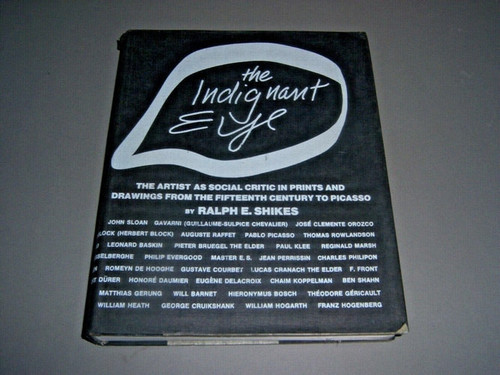 the
Indignant
Eye
THE ARTIST AS SOCIAL CRITIC IN PRINTS AND
DRAWINGS FROM THE FIFTEENTH CENTURY TO PICASSO
BY RALPH E. SHIKES
JOHN SLOAN GAVARNI (GUILLAUME-SULPICE CHEVALIER) JOSÉ CLEMENTE OROZCO
LOCK (HERBERT BLOCK) AUGUSTE RAFFET PABLO PICASSO THOMAS ROWLANDSON
LEONARD BASKIN PIETER BRUEGEL THE ELDER PAUL KLEE REGINALD MARSH
SSELBERGHE PHILIP EVERGOOD MASTER E. S. JEAN PERRISSIN CHARLES PHILIPON
ROMEYN DE HOOGHE GUSTAVE COURBET LUCAS CRANACH THE ELDER F. FRONT
DÜRER HONORÉ DAUMIER EUGÈNE DELACROIX CHAIM KOPPELMAN BEN SHAHN
MATTHIAS GERUNG WILL BARNET HIERONYMUS BOSCH THÉODORE GÉRICAULT
WILLIAM HEATH GEORGE CRUIKSHANK WILLIAM HOGARTH FRANZ HOGENBERG